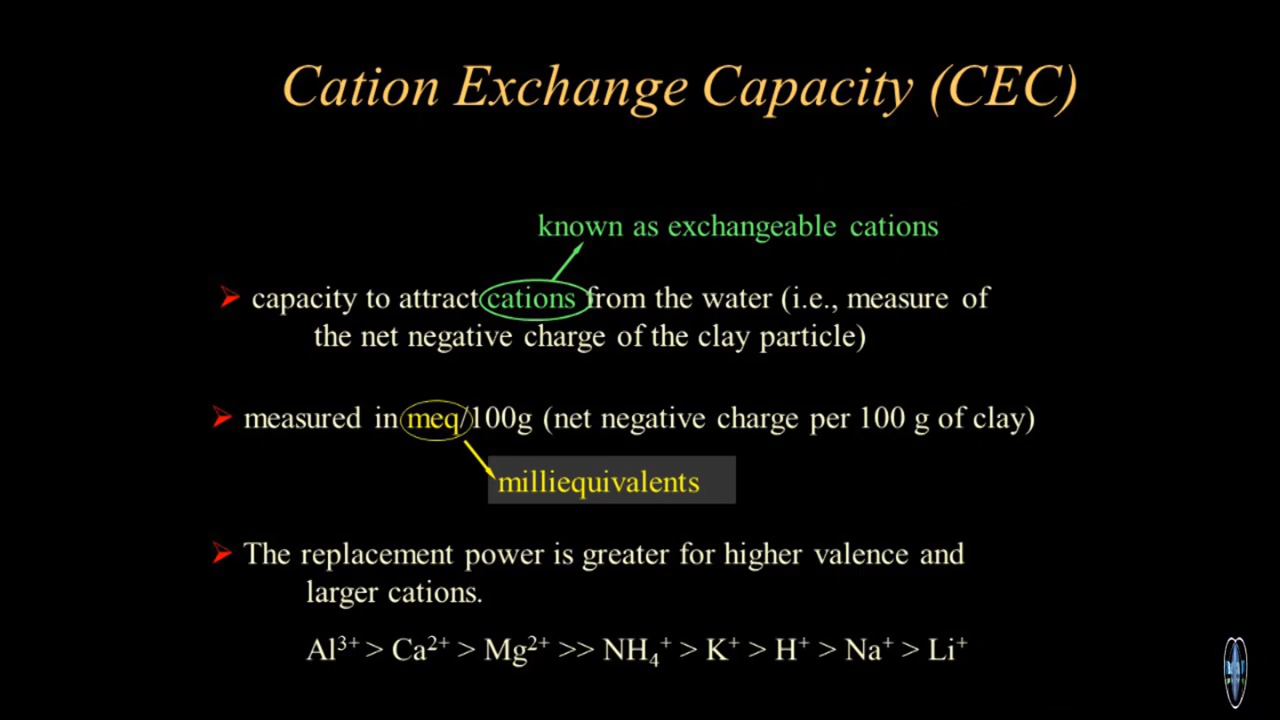 Cation Exchange Capacity (CEC)
known as exchangeable cations
capacity to attract cations from the water (i.e., measure of
the net negative charge of the clay particle)
measured in meq/100g (net negative charge per 100 g of clay)
milliequivalents
The replacement power is greater for higher valence and
larger cations.
Al³⁺ > Ca²⁺ > Mg²⁺ >> NH₄⁺ > K⁺ > H⁺ > Na⁺ > Li⁺